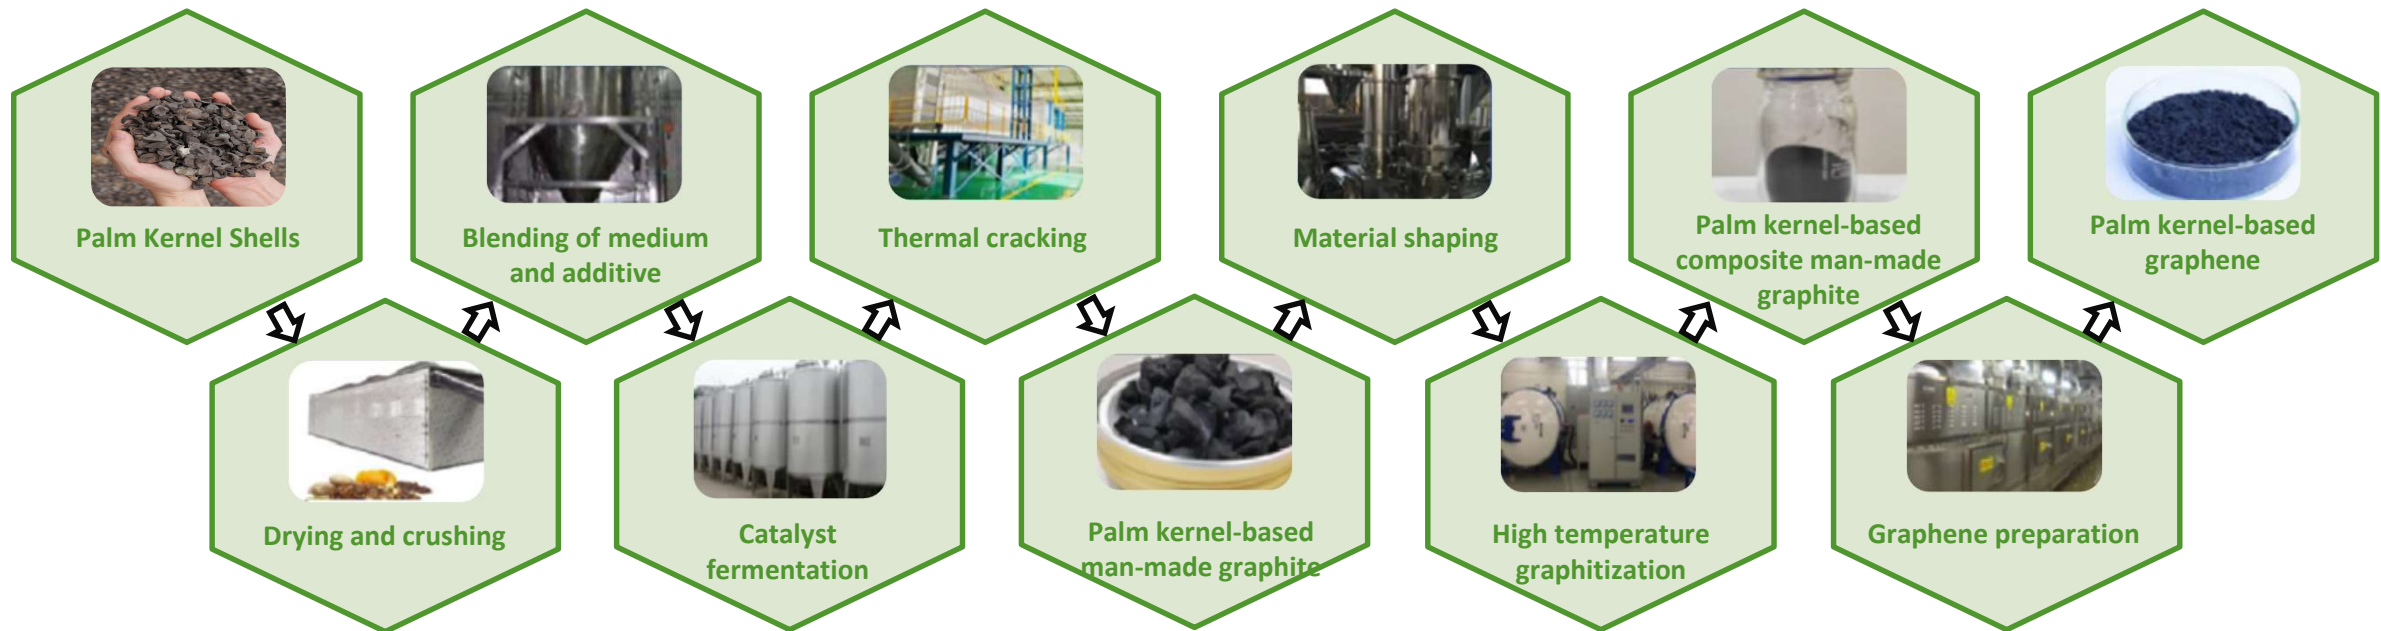 Palm Kernel Shells
Drying and crushing
Blending of medium
and additive
Catalyst
fermentation
Thermal cracking
Palm kernel-based
man-made graphite
Material shaping
High temperature
graphitization
Palm kernel-based
composite man-made
graphite
Graphene preparation
Palm kernel-based
graphene